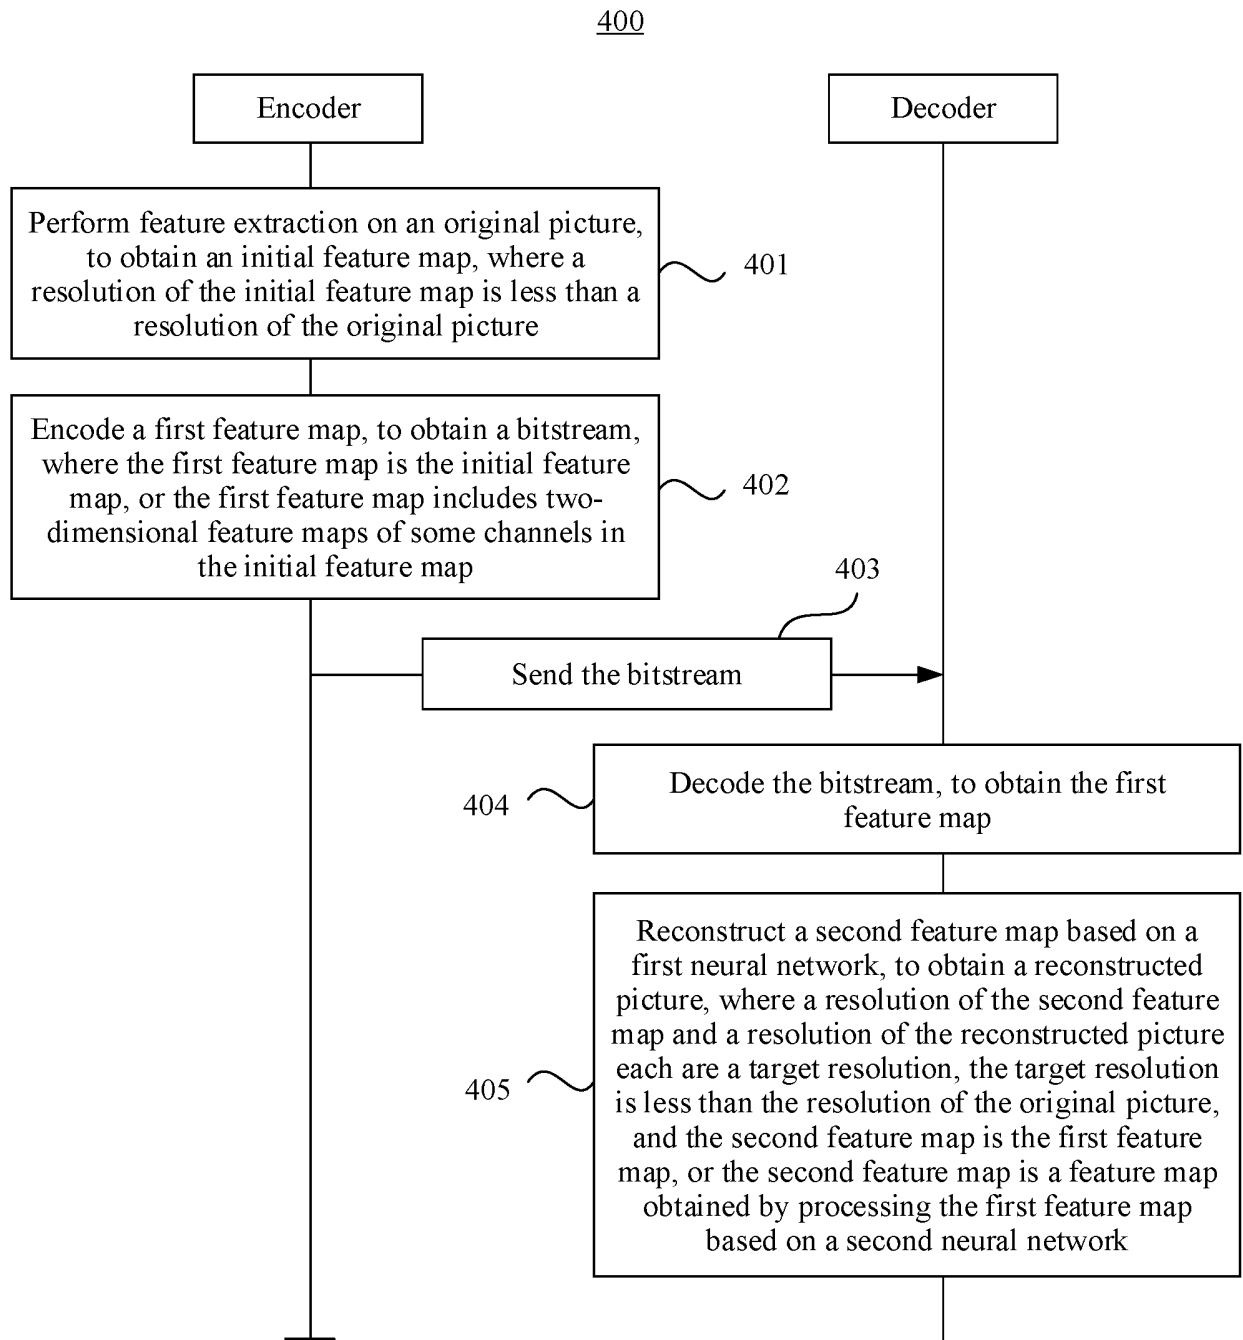 400
Encoder
Decoder
Perform feature extraction on an original picture,
to obtain an initial feature map, where a
resolution of the initial feature map is less than a
resolution of the original picture
401
Encode a first feature map, to obtain a bitstream,
where the first feature map is the initial feature
map, or the first feature map includes two-
dimensional feature maps of some channels in
the initial feature map
402
403
Send the bitstream
Decode the bitstream, to obtain the first
feature map
404
Reconstruct a second feature map based on a
first neural network, to obtain a reconstructed
picture, where a resolution of the second feature
map and a resolution of the reconstructed picture
each are a target resolution, the target resolution
is less than the resolution of the original picture,
and the second feature map is the first feature
map, or the second feature map is a feature map
obtained by processing the first feature map
based on a second neural network
405